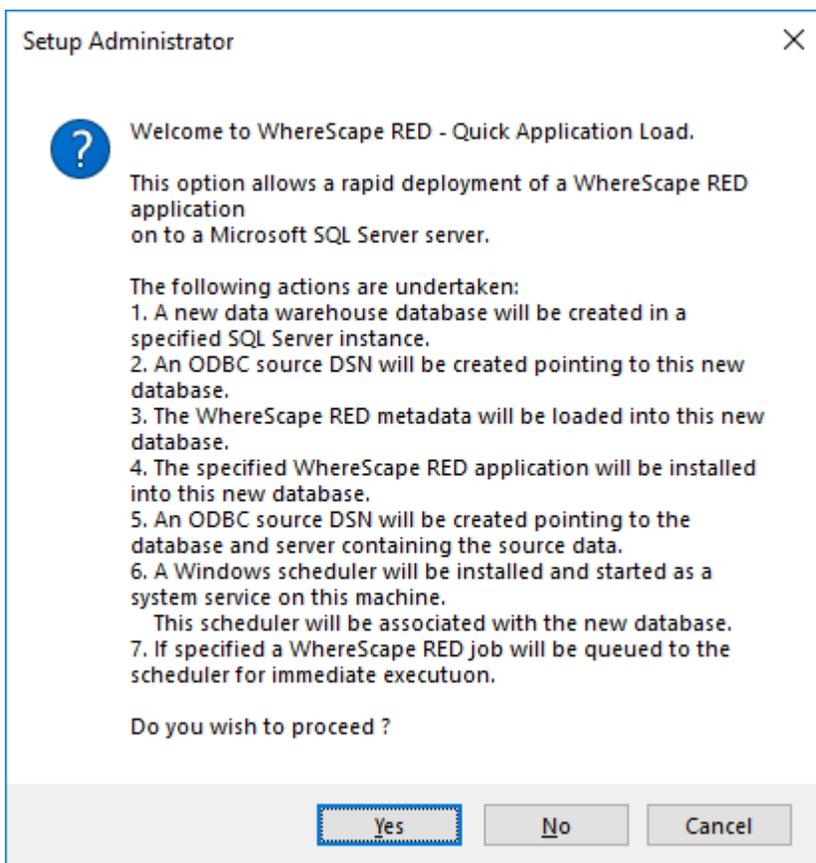 Setup Administrator
Welcome to WhereScape RED - Quick Application Load.
This option allows a rapid deployment of a WhereScape RED
application
on to a Microsoft SQL Server server.
The following actions are undertaken:
1. A new data warehouse database will be created in a
specified SQL Server instance.
2. An ODBC source DSN will be created pointing to this new
database.
3. The WhereScape RED metadata will be loaded into this new
database.
4. The specified WhereScape RED application will be installed
into this new database.
5. An ODBC source DSN will be created pointing to the
database and server containing the source data.
6. A Windows scheduler will be installed and started as a
system service on this machine.
This scheduler will be associated with the new database.
7. If specified a WhereScape RED job will be queued to the
scheduler for immediate executuon.
Do you wish to proceed ?
Yes No Cancel